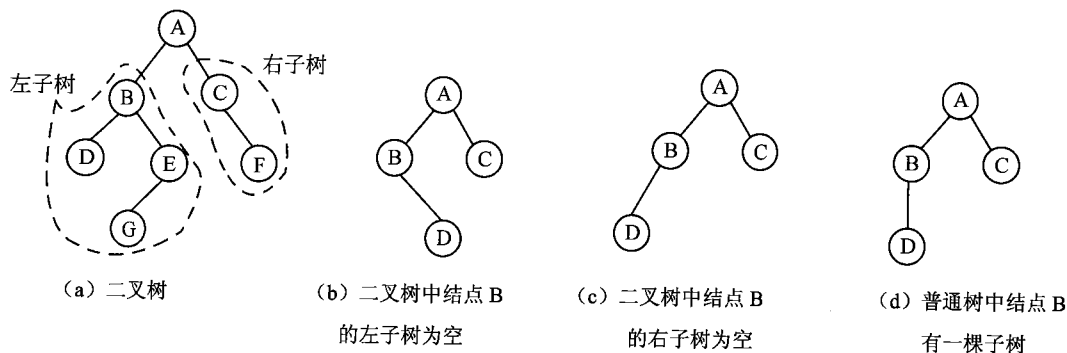 A
左子树
右子树
B
C
D
E
F
G
A
B
C
D
A
B
C
D
A
B
C
D
（a）二叉树
（b）二叉树中结点 B
的左子树为空
（c）二叉树中结点 B
的右子树为空
（d）普通树中结点 B
有一棵子树